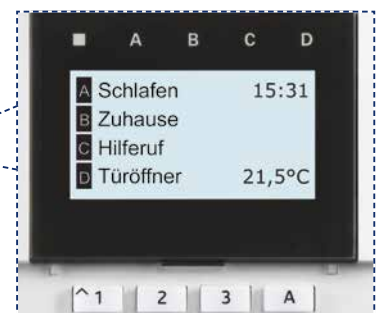 ■ A B C D
A Schlafen 15:31
B Zuhause
C Hilferuf
D Türöffner 21,5°C
^1 2 3 A